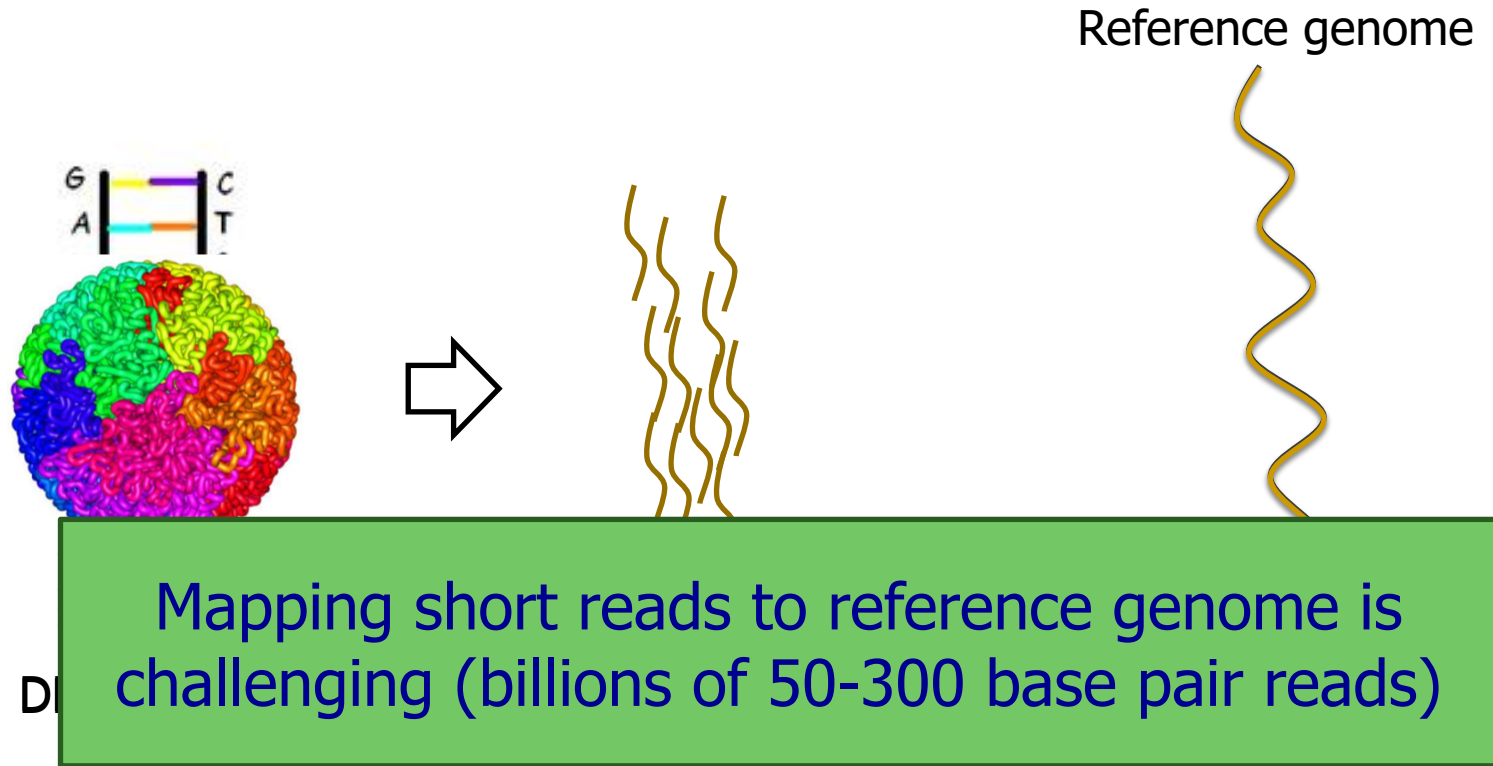 Reference genome
G C
A T
Mapping short reads to reference genome is
challenging (billions of 50-300 base pair reads)